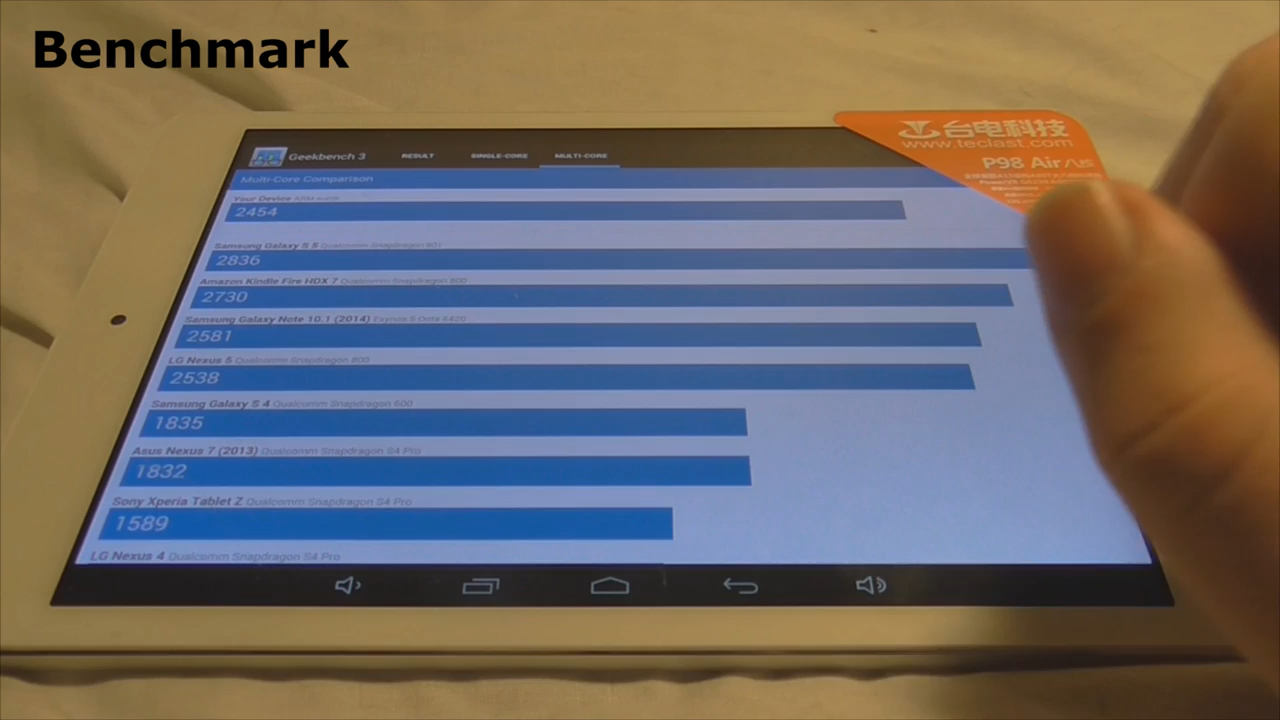 Benchmark
台电科技
www.teclast.com
P98 Air 八核
Geekbench 3 RESULT SINGLE-CORE MULTI-CORE
Multi-Core Comparison
Your Device ARM
2454
Samsung Galaxy S 5 Qualcomm Snapdragon 801
2836
Amazon Kindle Fire HDX 7 Qualcomm Snapdragon 800
2730
Samsung Galaxy Note 10.1 (2014) Exynos 5 Octa 5420
2581
LG Nexus 5 Qualcomm Snapdragon 800
2538
Samsung Galaxy S 4 Qualcomm Snapdragon 600
1835
Asus Nexus 7 (2013) Qualcomm Snapdragon S4 Pro
1832
Sony Xperia Tablet Z Qualcomm Snapdragon S4 Pro
1589
LG Nexus 4 Qualcomm Snapdragon S4 Pro